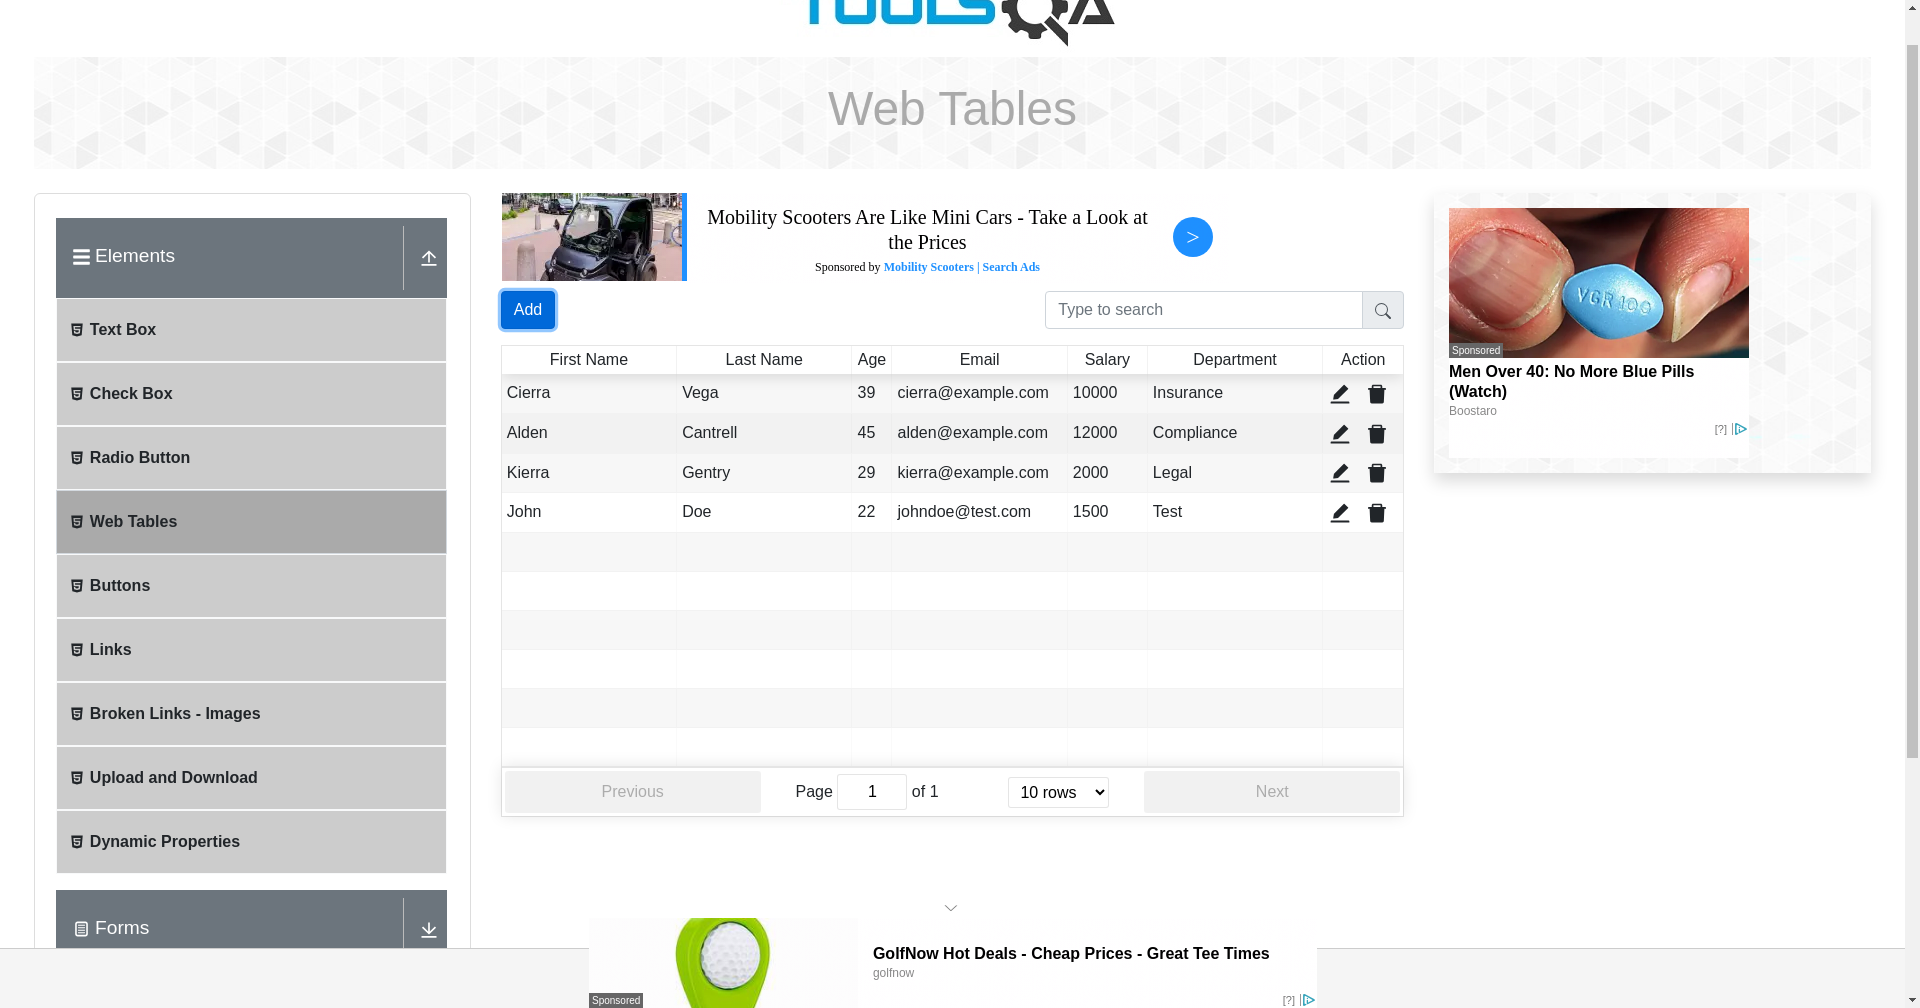 TOOLSQA
Web Tables
Elements
Text Box
Check Box
Radio Button
Web Tables
Buttons
Links
Broken Links - Images
Upload and Download
Dynamic Properties
Forms
Mobility Scooters Are Like Mini Cars - Take a Look at
the Prices
>
Sponsored by Mobility Scooters | Search Ads
Add
Type to search
First Name Last Name Age Email Salary Department Action
Cierra Vega 39 cierra@example.com 10000 Insurance
Alden Cantrell 45 alden@example.com 12000 Compliance
Kierra Gentry 29 kierra@example.com 2000 Legal
John Doe 22 johndoe@test.com 1500 Test
Previous Page 1 of 1 10 rows Next
VGR 100
Sponsored
Men Over 40: No More Blue Pills
(Watch)
Boostaro
[?]
GolfNow Hot Deals - Cheap Prices - Great Tee Times
golfnow
Sponsored
[?]